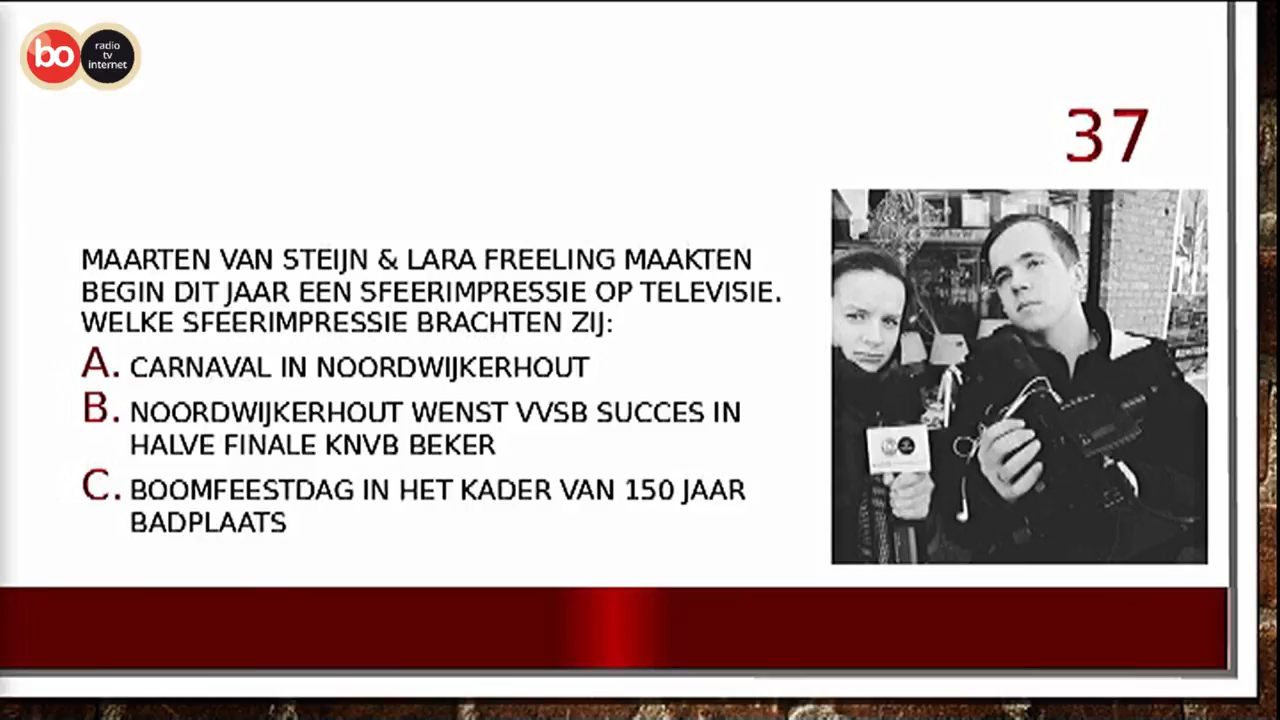 bo
radio
tv
internet
37
MAARTEN VAN STEIJN & LARA FREELING MAAKTEN
BEGIN DIT JAAR EEN SFEERIMPRESSIE OP TELEVISIE.
WELKE SFEERIMPRESSIE BRACHTEN ZIJ:
A. CARNAVAL IN NOORDWIJKERHOUT
B. NOORDWIJKERHOUT WENST VVSB SUCCES IN
HALVE FINALE KNVB BEKER
C. BOOMFEESTDAG IN HET KADER VAN 150 JAAR
BADPLAATS